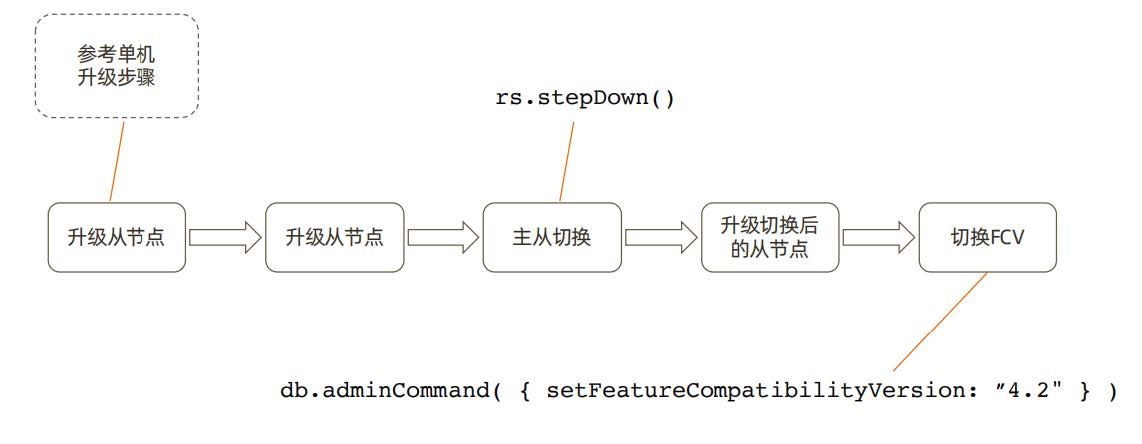 参考单机
升级步骤
rs.stepDown()
升级从节点
升级从节点
主从切换
升级切换后
的从节点
切换FCV
db.adminCommand( { setFeatureCompatibilityVersion: ”4.2" } )